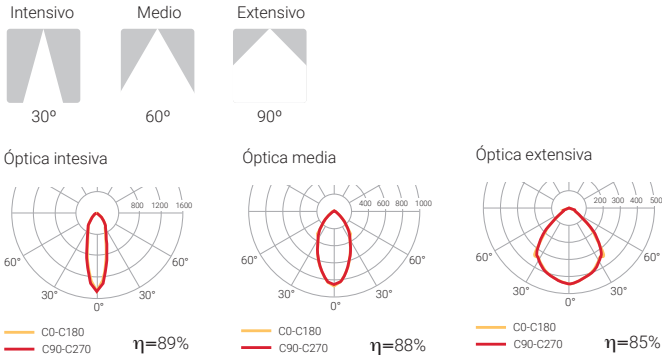 Intensivo Medio Extensivo
30º 60º 90º
Óptica intesiva
800 1200 1600
60° 60°
30° 30°
0°
C0-C180
C90-C270
η=89%
Óptica media
400 600 800 1000
60° 60°
30° 30°
0°
C0-C180
C90-C270
η=88%
Óptica extensiva
200 300 400 500
60° 60°
30° 30°
0°
C0-C180
C90-C270
η=85%